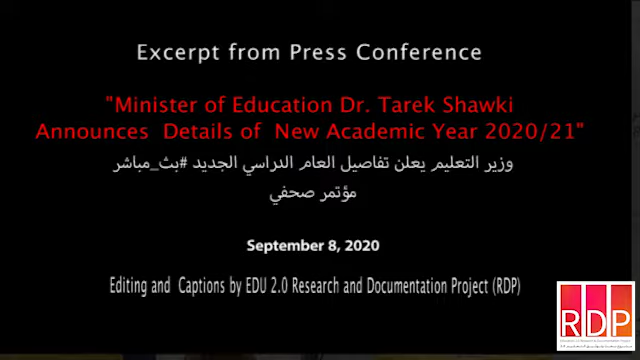 Excerpt from Press Conference
"Minister of Education Dr. Tarek Shawki
Announces Details of New Academic Year 2020/21"
وزير التعليم يعلن تفاصيل العام الدراسي الجديد #بث_مباشر
مؤتمر صحفي
September 8, 2020
Editing and Captions by EDU 2.0 Research and Documentation Project (RDP)
RDP